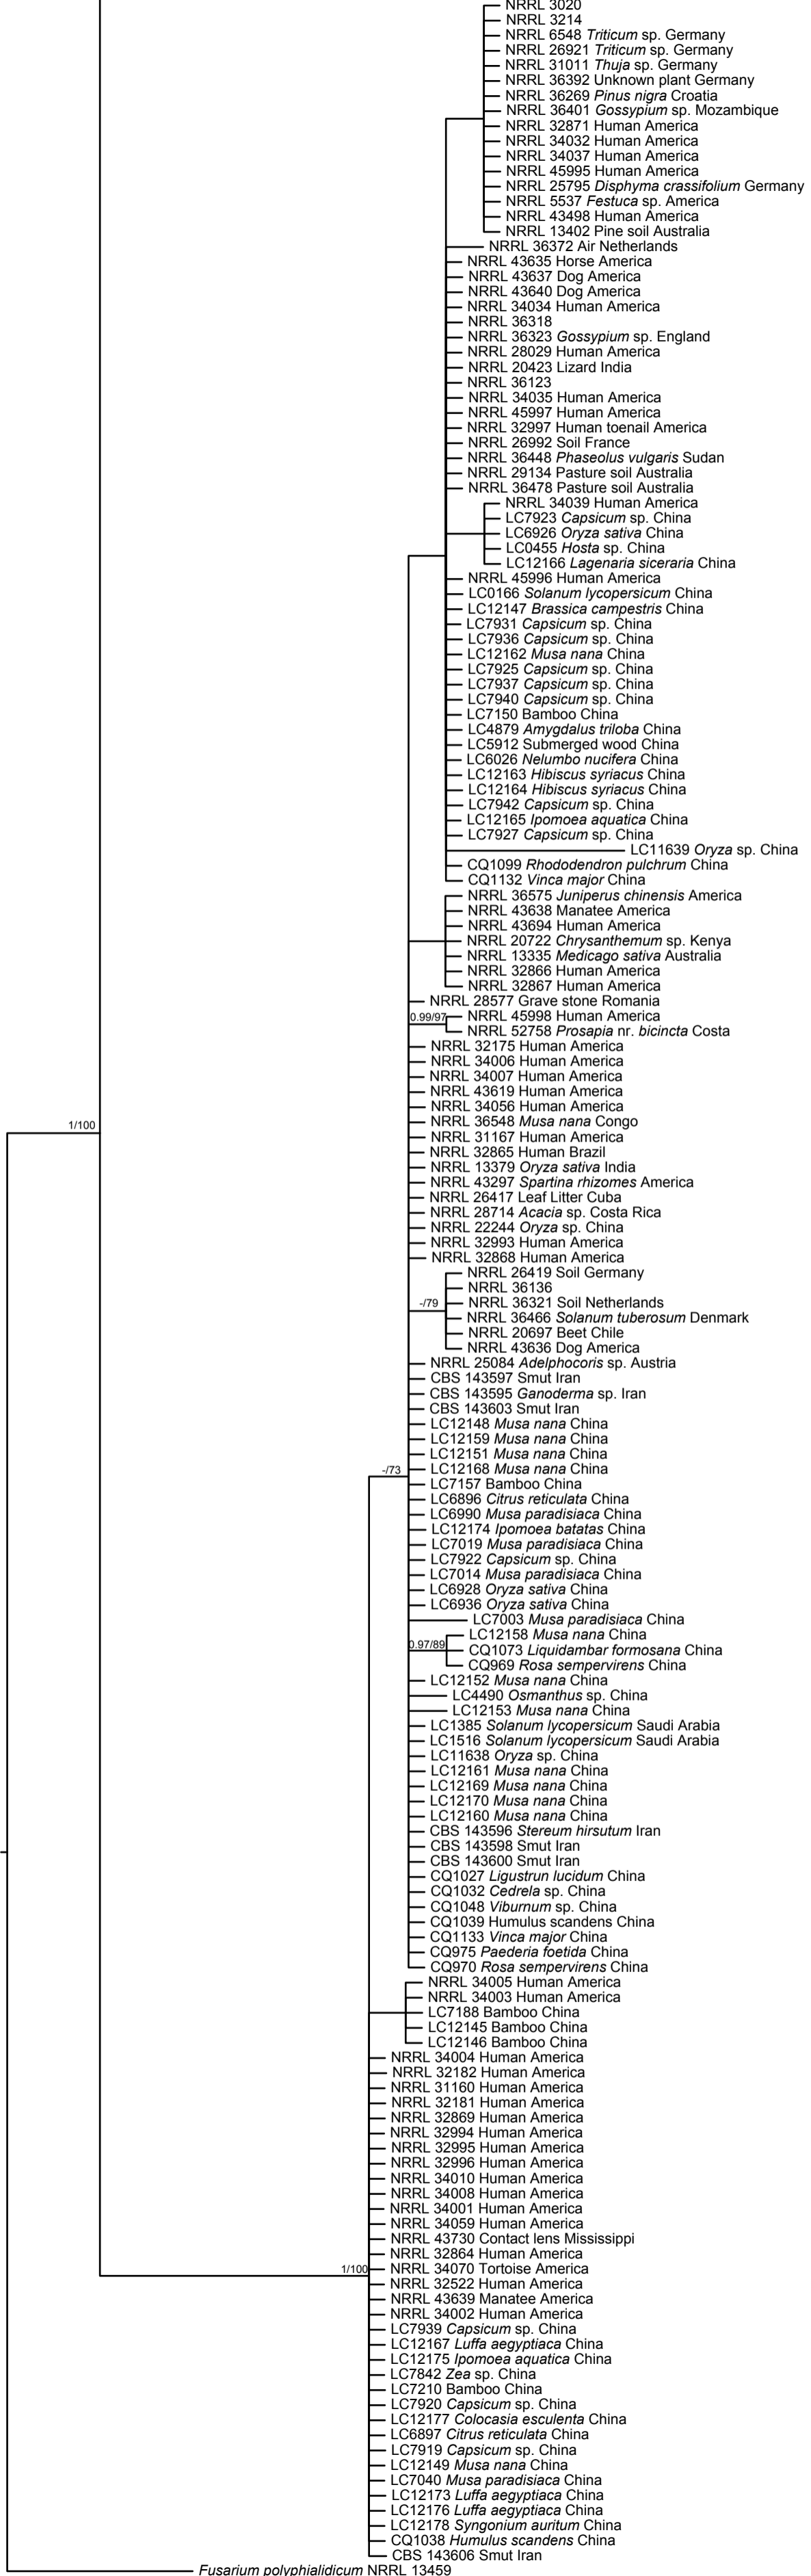 NRRL 3020
NRRL 3214
NRRL 6548 Triticum sp. Germany
NRRL 26921 Triticum sp. Germany
NRRL 31011 Thuja sp. Germany
NRRL 36392 Unknown plant Germany
NRRL 36269 Pinus nigra Croatia
NRRL 36401 Gossypium sp. Mozambique
NRRL 32871 Human America
NRRL 34032 Human America
NRRL 34037 Human America
NRRL 45995 Human America
NRRL 25795 Disphyma crassifolium Germany
NRRL 5537 Festuca sp. America
NRRL 43498 Human America
NRRL 13402 Pine soil Australia
NRRL 36372 Air Netherlands
NRRL 43635 Horse America
NRRL 43637 Dog America
NRRL 43640 Dog America
NRRL 34034 Human America
NRRL 36318
NRRL 36323 Gossypium sp. England
NRRL 28029 Human America
NRRL 20423 Lizard India
NRRL 36123
NRRL 34035 Human America
NRRL 45997 Human America
NRRL 32997 Human toenail America
NRRL 26992 Soil France
NRRL 36448 Phaseolus vulgaris Sudan
NRRL 29134 Pasture soil Australia
NRRL 36478 Pasture soil Australia
NRRL 34039 Human America
LC7923 Capsicum sp. China
LC6926 Oryza sativa China
LC0455 Hosta sp. China
LC12166 Lagenaria siceraria China
NRRL 45996 Human America
LC0166 Solanum lycopersicum China
LC12147 Brassica campestris China
LC7931 Capsicum sp. China
LC7936 Capsicum sp. China
LC12162 Musa nana China
LC7925 Capsicum sp. China
LC7937 Capsicum sp. China
LC7940 Capsicum sp. China
LC7150 Bamboo China
LC4879 Amygdalus triloba China
LC5912 Submerged wood China
LC6026 Nelumbo nucifera China
LC12163 Hibiscus syriacus China
LC12164 Hibiscus syriacus China
LC7942 Capsicum sp. China
LC12165 Ipomoea aquatica China
LC7927 Capsicum sp. China
LC11639 Oryza sp. China
CQ1099 Rhododendron pulchrum China
CQ1132 Vinca major China
NRRL 36575 Juniperus chinensis America
NRRL 43638 Manatee America
NRRL 43694 Human America
NRRL 20722 Chrysanthemum sp. Kenya
NRRL 13335 Medicago sativa Australia
NRRL 32866 Human America
NRRL 32867 Human America
NRRL 28577 Grave stone Romania
0.99/97
NRRL 45998 Human America
NRRL 52758 Prosapia nr. bicincta Costa
NRRL 32175 Human America
NRRL 34006 Human America
NRRL 34007 Human America
NRRL 43619 Human America
NRRL 34056 Human America
NRRL 36548 Musa nana Congo
1/100
NRRL 31167 Human America
NRRL 32865 Human Brazil
NRRL 13379 Oryza sativa India
NRRL 43297 Spartina rhizomes America
NRRL 26417 Leaf Litter Cuba
NRRL 28714 Acacia sp. Costa Rica
NRRL 22244 Oryza sp. China
NRRL 32993 Human America
NRRL 32868 Human America
NRRL 26419 Soil Germany
NRRL 36136
-/79
NRRL 36321 Soil Netherlands
NRRL 36466 Solanum tuberosum Denmark
NRRL 20697 Beet Chile
NRRL 43636 Dog America
NRRL 25084 Adelphocoris sp. Austria
CBS 143597 Smut Iran
CBS 143595 Ganoderma sp. Iran
CBS 143603 Smut Iran
LC12148 Musa nana China
LC12159 Musa nana China
LC12151 Musa nana China
-/73
LC12168 Musa nana China
LC7157 Bamboo China
LC6896 Citrus reticulata China
LC6990 Musa paradisiaca China
LC12174 Ipomoea batatas China
LC7019 Musa paradisiaca China
LC7922 Capsicum sp. China
LC7014 Musa paradisiaca China
LC6928 Oryza sativa China
LC6936 Oryza sativa China
LC7003 Musa paradisiaca China
LC12158 Musa nana China
0.97/89
CQ1073 Liquidambar formosana China
CQ969 Rosa sempervirens China
LC12152 Musa nana China
LC4490 Osmanthus sp. China
LC12153 Musa nana China
LC1385 Solanum lycopersicum Saudi Arabia
LC1516 Solanum lycopersicum Saudi Arabia
LC11638 Oryza sp. China
LC12161 Musa nana China
LC12169 Musa nana China
LC12170 Musa nana China
LC12160 Musa nana China
CBS 143596 Stereum hirsutum Iran
CBS 143598 Smut Iran
CBS 143600 Smut Iran
CQ1027 Ligustrun lucidum China
CQ1032 Cedrela sp. China
CQ1048 Viburnum sp. China
CQ1039 Humulus scandens China
CQ1133 Vinca major China
CQ975 Paederia foetida China
CQ970 Rosa sempervirens China
NRRL 34005 Human America
NRRL 34003 Human America
LC7188 Bamboo China
LC12145 Bamboo China
LC12146 Bamboo China
NRRL 34004 Human America
NRRL 32182 Human America
NRRL 31160 Human America
NRRL 32181 Human America
NRRL 32869 Human America
NRRL 32994 Human America
NRRL 32995 Human America
NRRL 32996 Human America
NRRL 34010 Human America
NRRL 34008 Human America
NRRL 34001 Human America
NRRL 34059 Human America
NRRL 43730 Contact lens Mississippi
NRRL 32864 Human America
1/100
NRRL 34070 Tortoise America
NRRL 32522 Human America
NRRL 43639 Manatee America
NRRL 34002 Human America
LC7939 Capsicum sp. China
LC12167 Luffa aegyptiaca China
LC12175 Ipomoea aquatica China
LC7842 Zea sp. China
LC7210 Bamboo China
LC7920 Capsicum sp. China
LC12177 Colocasia esculenta China
LC6897 Citrus reticulata China
LC7919 Capsicum sp. China
LC12149 Musa nana China
LC7040 Musa paradisiaca China
LC12173 Luffa aegyptiaca China
LC12176 Luffa aegyptiaca China
LC12178 Syngonium auritum China
CQ1038 Humulus scandens China
CBS 143606 Smut Iran
Fusarium polyphialidicum NRRL 13459